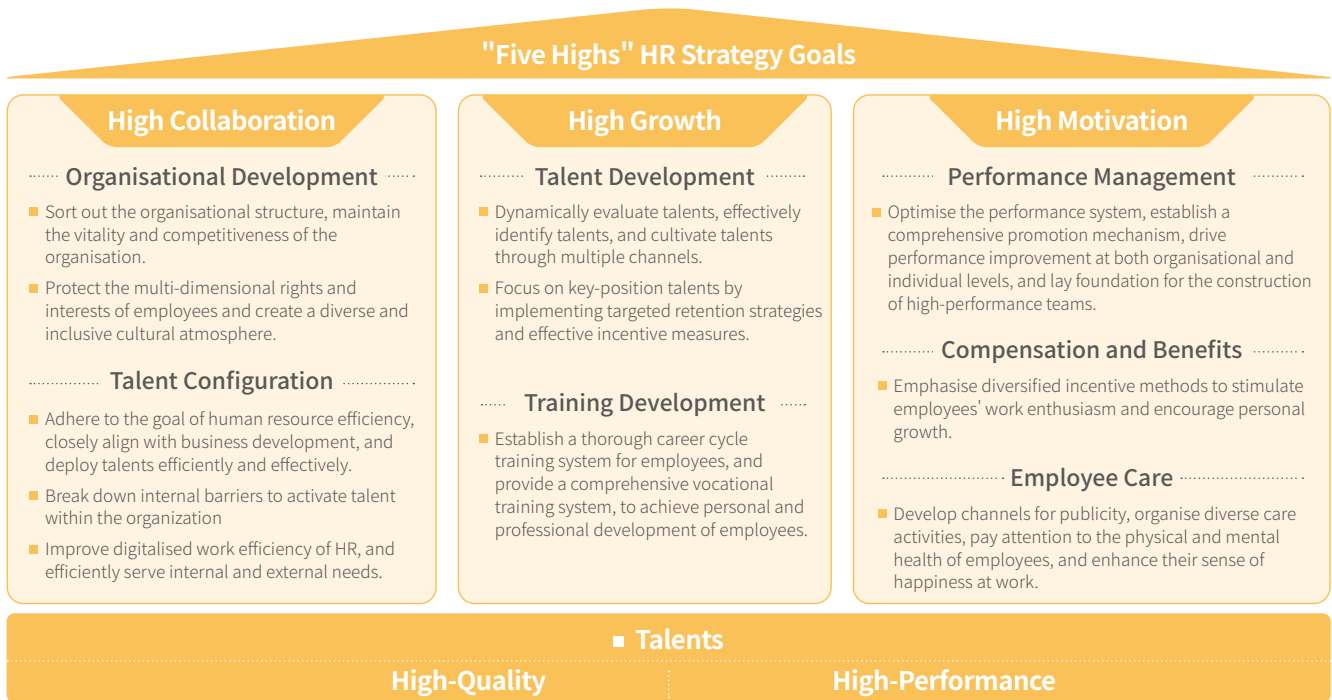 "Five Highs" HR Strategy Goals
High Collaboration
Organisational Development
Sort out the organisational structure, maintain
the vitality and competitiveness of the
organisation.
Protect the multi-dimensional rights and
interests of employees and create a diverse and
inclusive cultural atmosphere.
Talent Configuration
Adhere to the goal of human resource efficiency,
closely align with business development, and
deploy talents efficiently and effectively.
Break down internal barriers to activate talent
within the organization
Improve digitalised work efficiency of HR, and
efficiently serve internal and external needs.
High Growth
Talent Development
Dynamically evaluate talents, effectively
identify talents, and cultivate talents
through multiple channels.
Focus on key-position talents by
implementing targeted retention strategies
and effective incentive measures.
Training Development
Establish a thorough career cycle
training system for employees, and
provide a comprehensive vocational
training system, to achieve personal and
professional development of employees.
High Motivation
Performance Management
Optimise the performance system, establish a
comprehensive promotion mechanism, drive
performance improvement at both organisational and
individual levels, and lay foundation for the construction
of high-performance teams.
Compensation and Benefits
Emphasise diversified incentive methods to stimulate
employees' work enthusiasm and encourage personal
growth.
Employee Care
Develop channels for publicity, organise diverse care
activities, pay attention to the physical and mental
health of employees, and enhance their sense of
happiness at work.
Talents
High-Quality
High-Performance